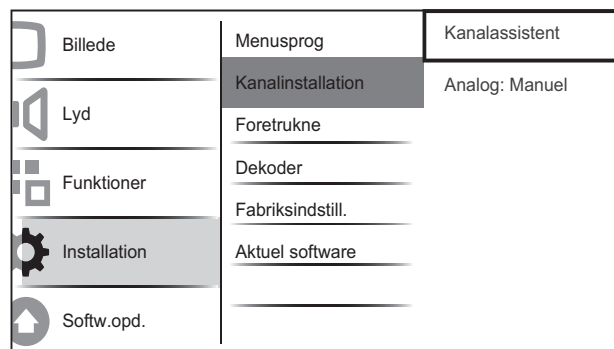 Billede
Lyd
Funktioner
Installation
Softw.opd.
Menusprog
Kanalinstallation
Foretrukne
Dekoder
Fabriksindstill.
Aktuel software
Kanalassistent
Analog: Manuel